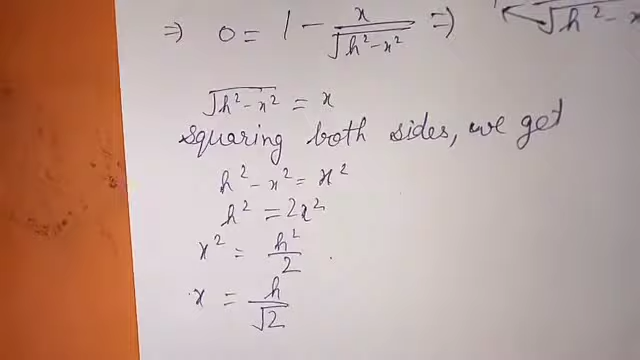 ⇒ 0 = 1 - x/√(h² - x²) ⇒ √h² - x
√(h² - x²) = x
squaring both sides, we get
h² - x² = x²
h² = 2x²
x² = h²/2
x = h/√2